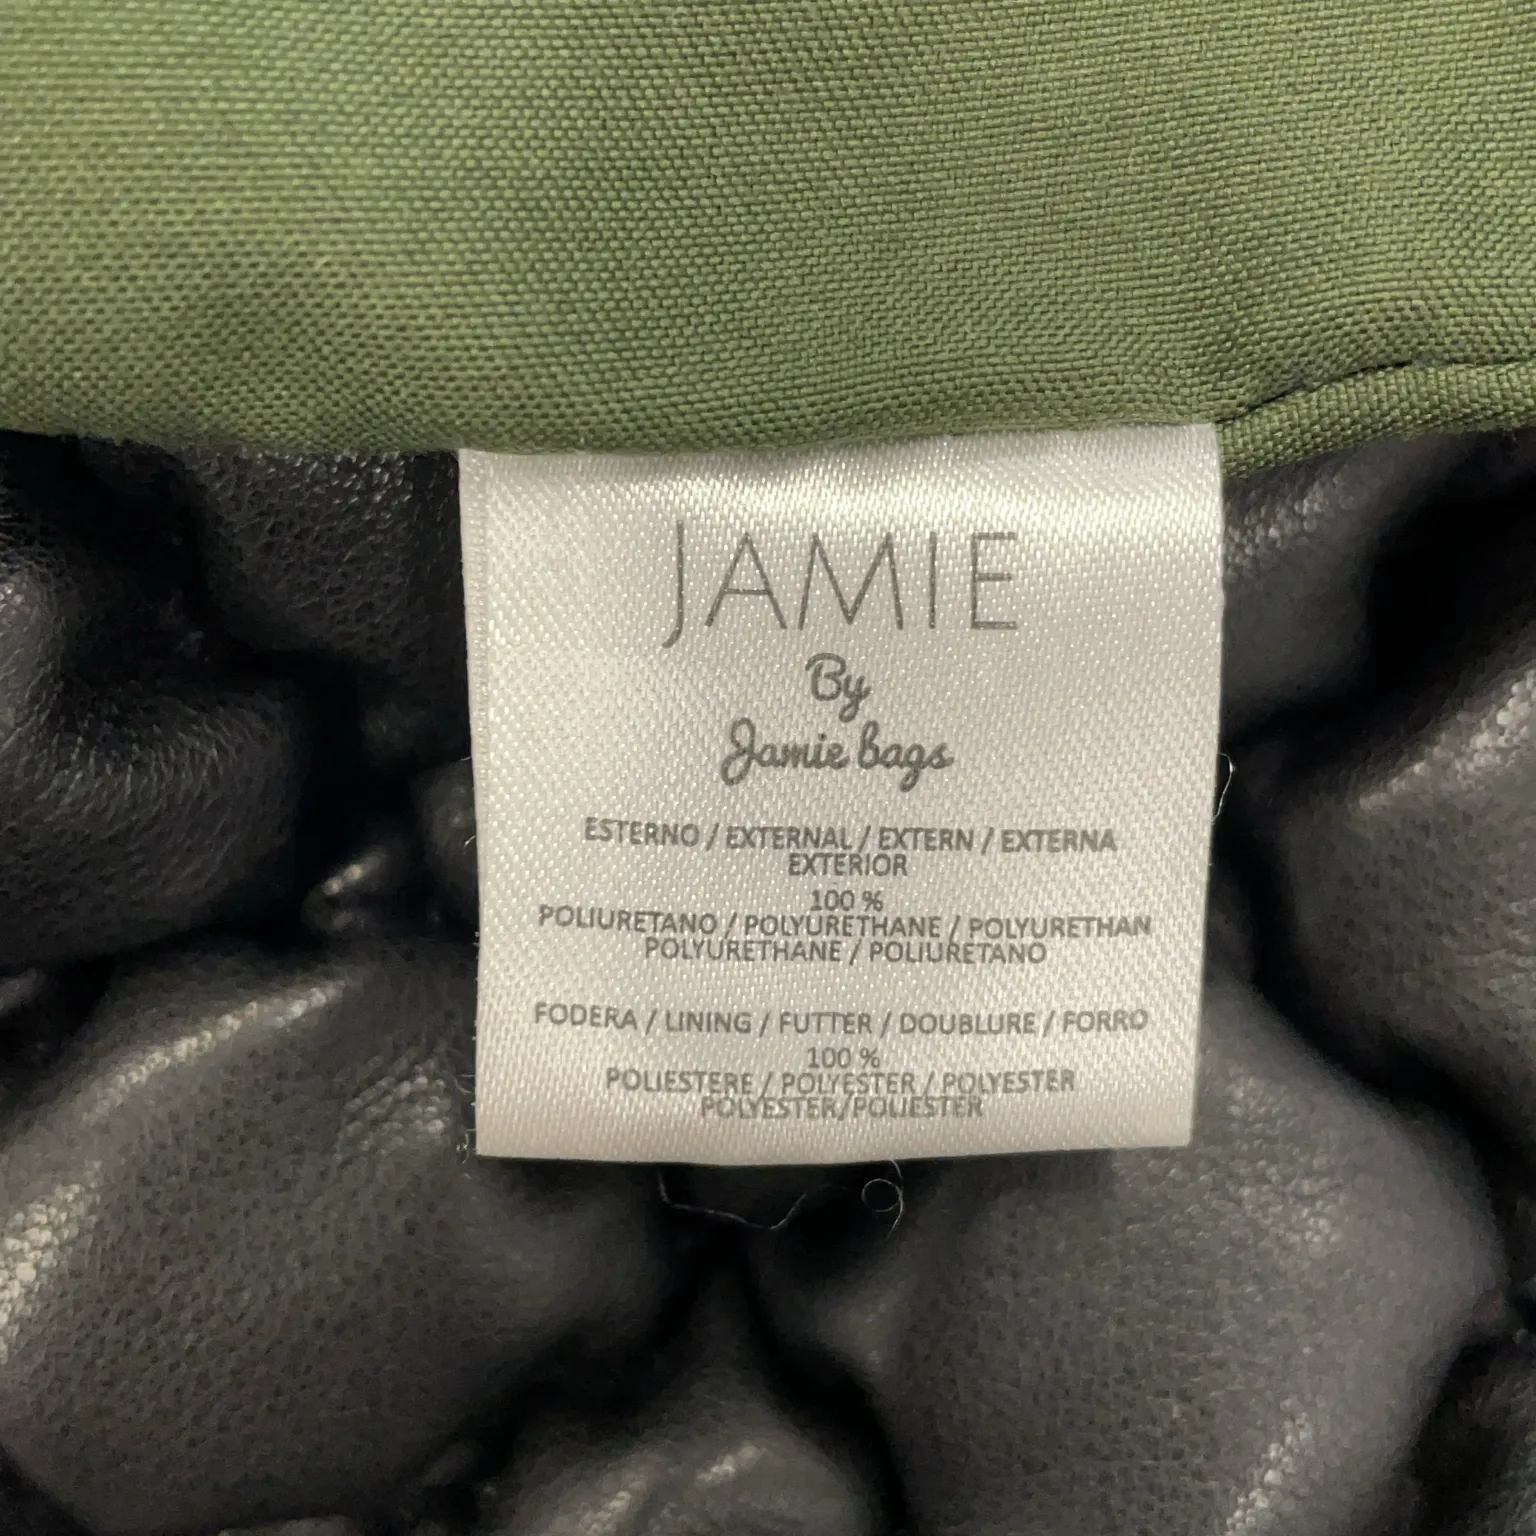 JAMIE
By
Jamie bags
ESTERNO / EXTERNAL / EXTERN / EXTERNA
EXTERIOR
100 %
POLIURETANO / POLYURETHANE / POLYURETHAN
POLYURETHANE / POLIURETANO
FODERA / LINING / FUTTER / DOUBLURE / FORRO
100 %
POLIESTERE / POLYESTER / POLYESTER
POLYESTER/POLIESTER